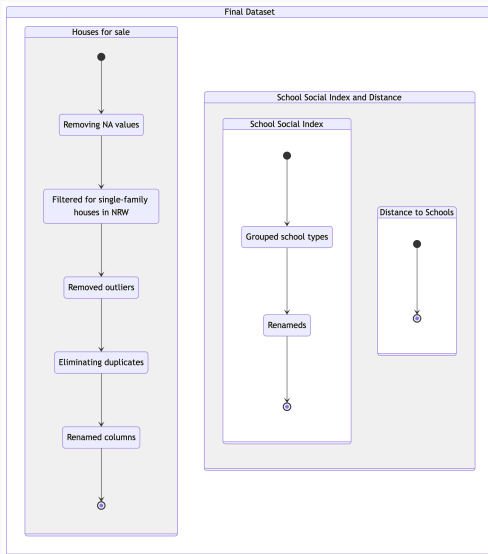 Final Dataset
Houses for sale
Removing NA values
Filtered for single-family
houses in NRW
Removed outliers
Eliminating duplicates
Renamed columns
School Social Index and Distance
School Social Index
Grouped school types
Renameds
Distance to Schools